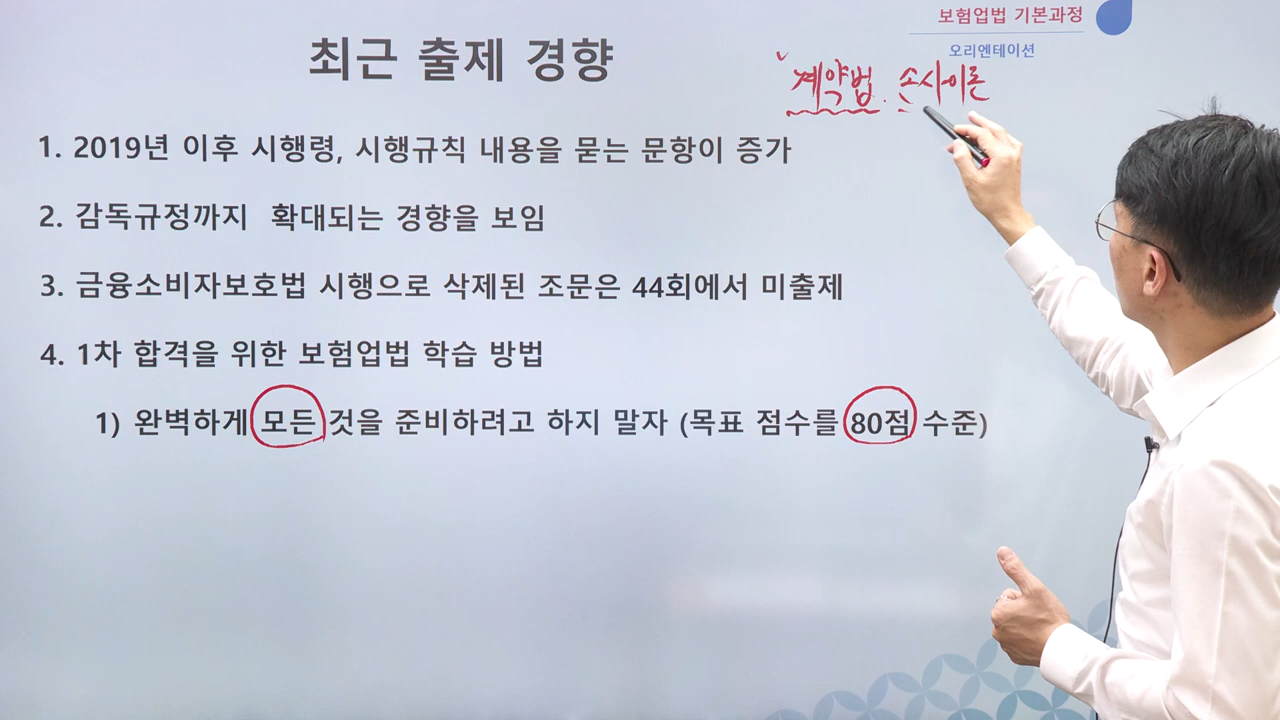 보험업법 기본과정
오리엔테이션
최근 출제 경향
계약법. 손사이론
1. 2019년 이후 시행령, 시행규칙 내용을 묻는 문항이 증가
2. 감독규정까지 확대되는 경향을 보임
3. 금융소비자보호법 시행으로 삭제된 조문은 44회에서 미출제
4. 1차 합격을 위한 보험업법 학습 방법
1) 완벽하게 모든 것을 준비하려고 하지 말자 (목표 점수를 80점 수준)